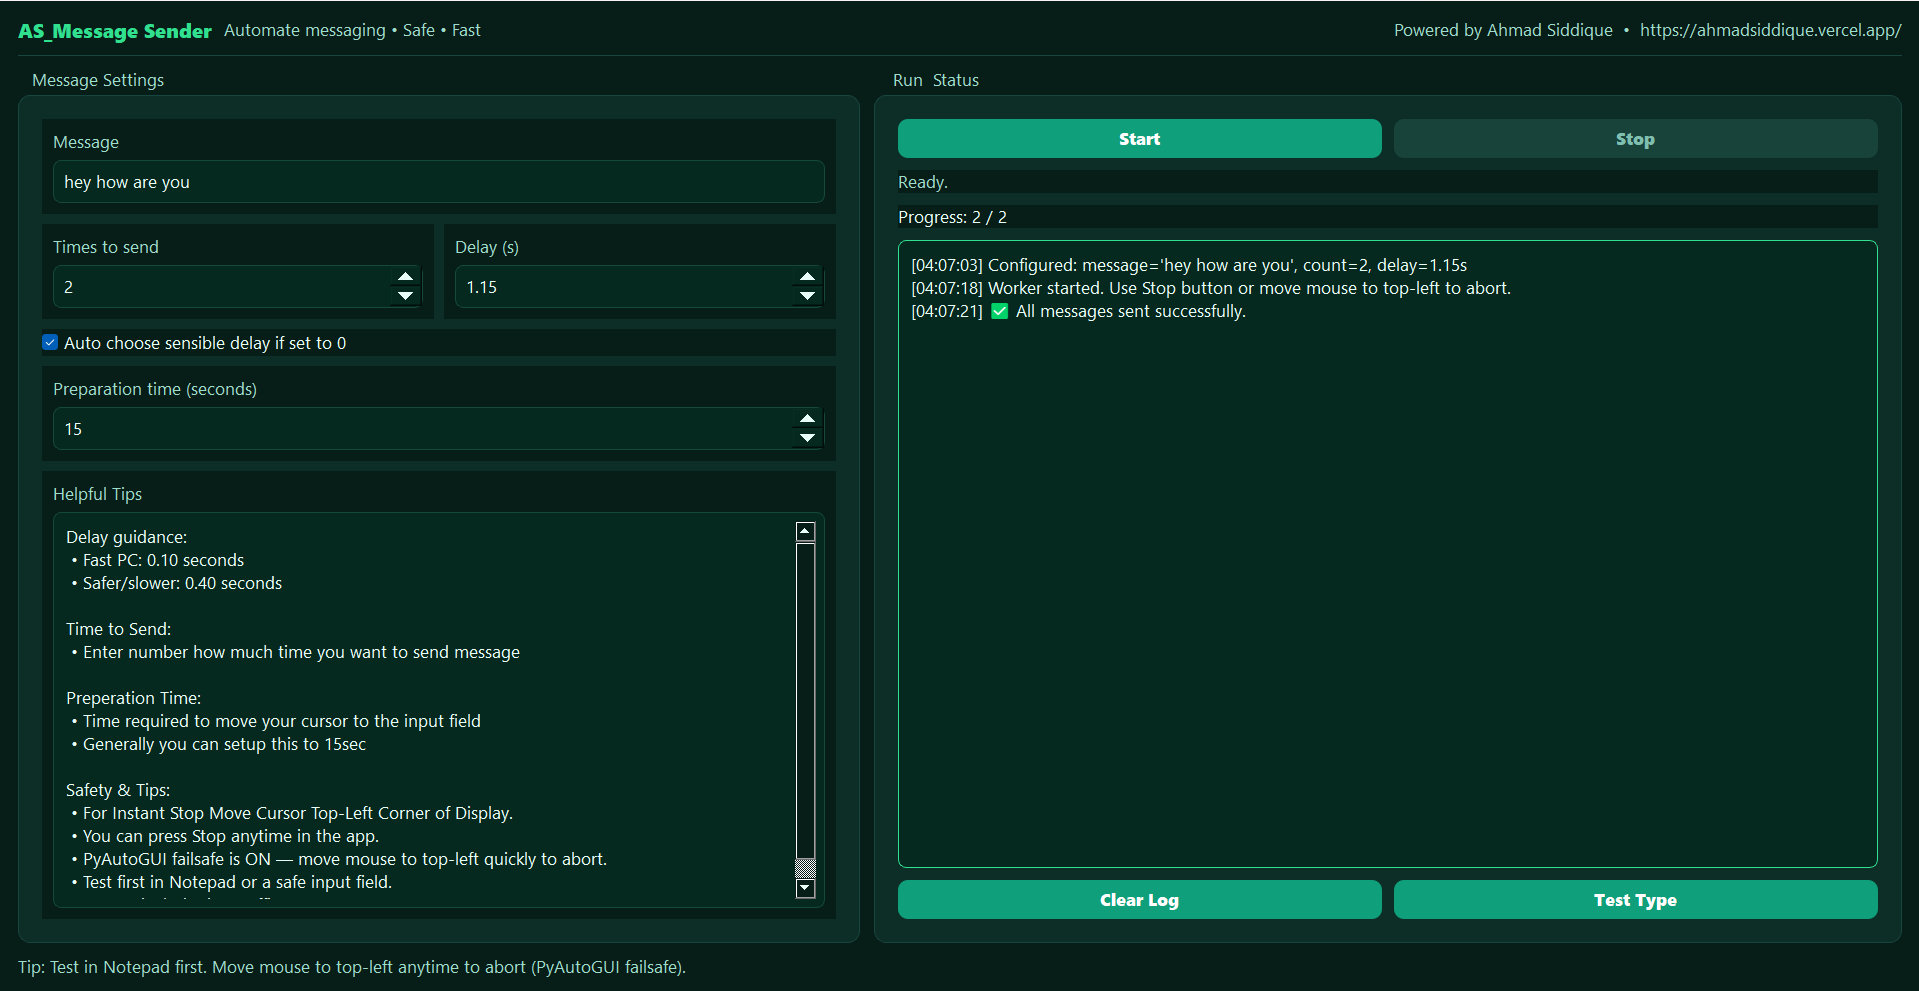 AS_Message Sender Automate messaging • Safe • Fast
Powered by Ahmad Siddique • https://ahmadsiddique.vercel.app/
Message Settings
Message
hey how are you
Times to send
2
Delay (s)
1.15
Auto choose sensible delay if set to 0
Preparation time (seconds)
15
Helpful Tips
Delay guidance:
• Fast PC: 0.10 seconds
• Safer/slower: 0.40 seconds
Time to Send:
• Enter number how much time you want to send message
Preperation Time:
• Time required to move your cursor to the input field
• Generally you can setup this to 15sec
Safety & Tips:
• For Instant Stop Move Cursor Top-Left Corner of Display.
• You can press Stop anytime in the app.
• PyAutoGUI failsafe is ON — move mouse to top-left quickly to abort.
• Test first in Notepad or a safe input field.
Run Status
Start
Stop
Ready.
Progress: 2 / 2
[04:07:03] Configured: message='hey how are you', count=2, delay=1.15s
[04:07:18] Worker started. Use Stop button or move mouse to top-left to abort.
[04:07:21] ✅ All messages sent successfully.
Clear Log
Test Type
Tip: Test in Notepad first. Move mouse to top-left anytime to abort (PyAutoGUI failsafe).